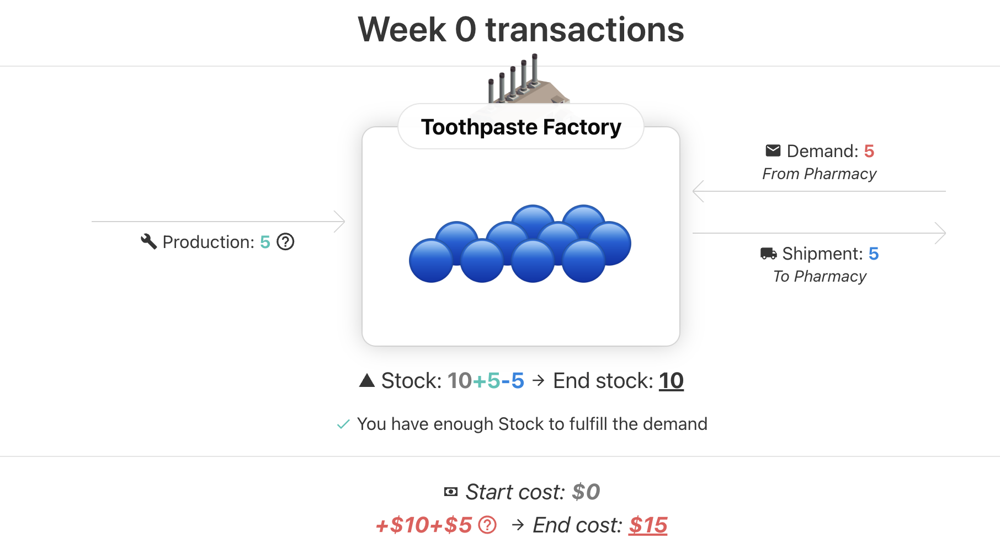 Week 0 transactions
Toothpaste Factory
Demand: 5
From Pharmacy
Production: 5 ?
Shipment: 5
To Pharmacy
▲ Stock: 10+5-5 → End stock: 10
✓ You have enough Stock to fulfill the demand
Start cost: $0
+$10+$5 ? → End cost: $15